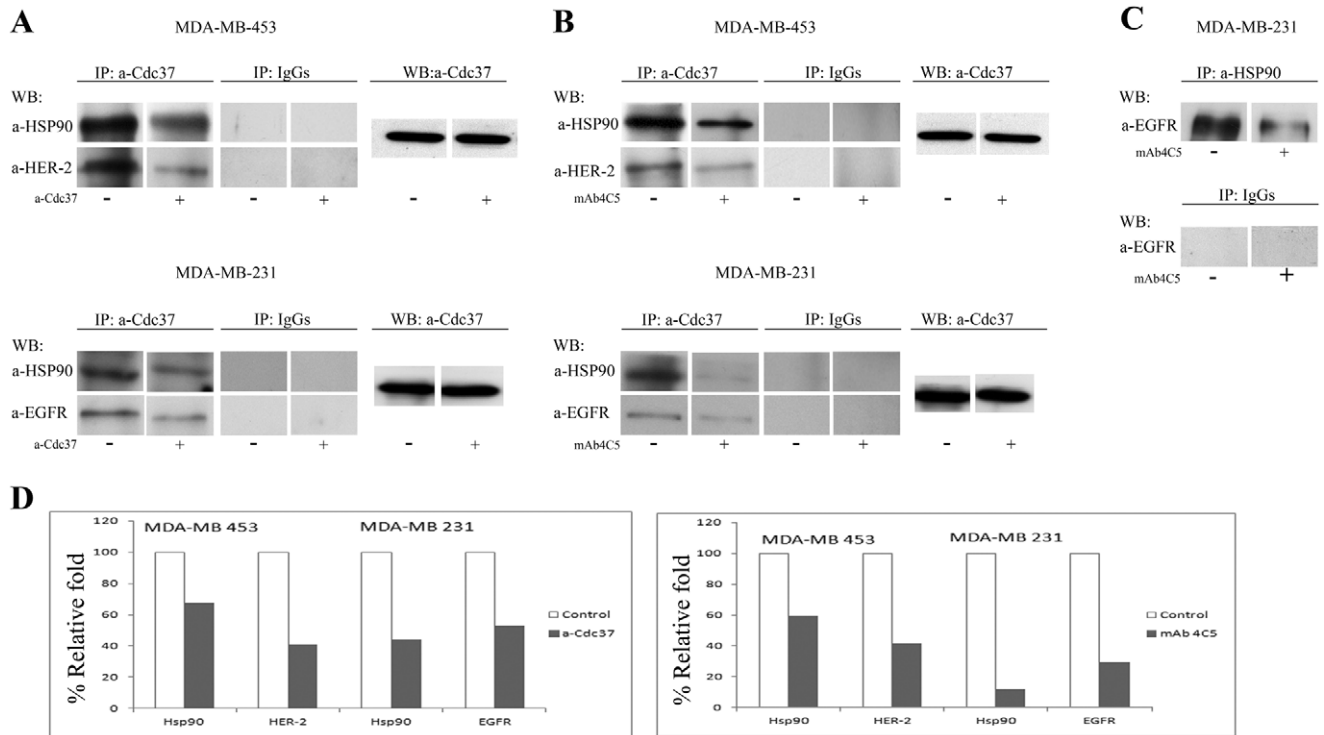 A
MDA-MB-453
IP: a-Cdc37 IP: IgGs WB:a-Cdc37
WB:
a-HSP90
a-HER-2
a-Cdc37 - + - + - +
MDA-MB-231
IP: a-Cdc37 IP: IgGs WB: a-Cdc37
WB:
a-HSP90
a-EGFR
a-Cdc37 - + - + - +
B
MDA-MB-453
IP: a-Cdc37 IP: IgGs WB: a-Cdc37
WB:
a-HSP90
a-HER-2
mAb4C5 - + - + - +
MDA-MB-231
IP: a-Cdc37 IP: IgGs WB: a-Cdc37
WB:
a-HSP90
a-EGFR
mAb4C5 - + - + - +
C
MDA-MB-231
IP: a-HSP90
WB:
a-EGFR
mAb4C5 - +
IP: IgGs
WB:
a-EGFR
mAb4C5 - +
D
MDA-MB 453 MDA-MB 231
% Relative fold
120
100
80
60
40
20
0
Hsp90 HER-2 Hsp90 EGFR
Control
a-Cdc37
MDA-MB 453 MDA-MB 231
% Relative fold
120
100
80
60
40
20
0
Hsp90 HER-2 Hsp90 EGFR
Control
mAb 4C5